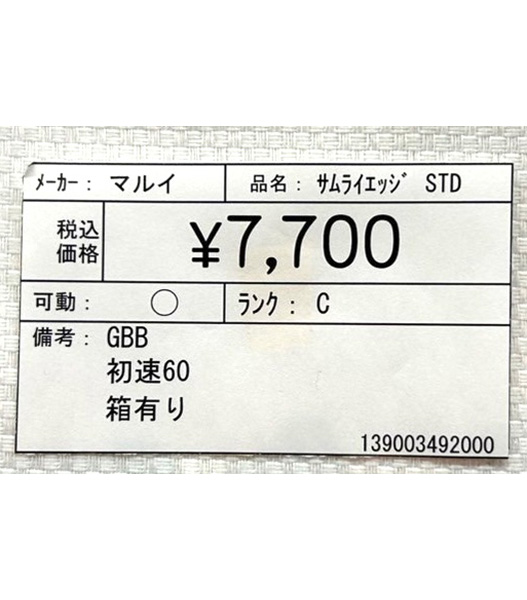 ﾒｰｶｰ： マルイ 品名： ｻﾑﾗｲｴｯｼﾞ STD
税込
価格 ¥7,700
可動： ○ ﾗﾝｸ： C
備考： GBB
初速60
箱有り
139003492000